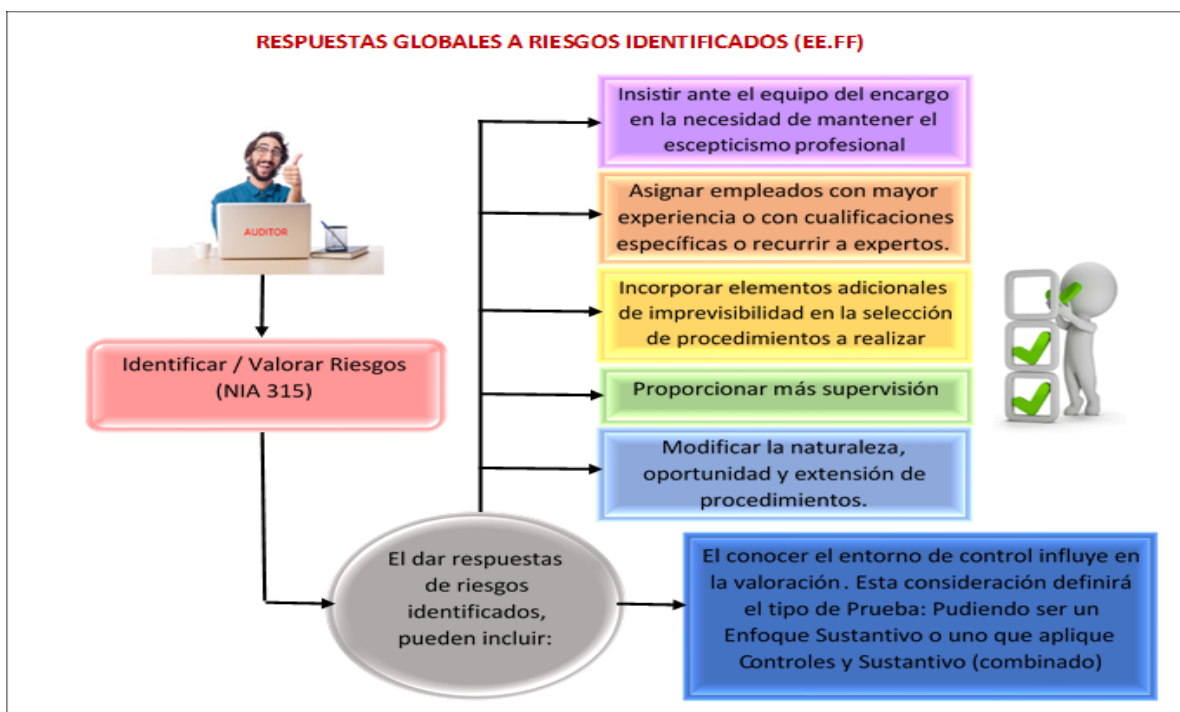 RESPUESTAS GLOBALES A RIESGOS IDENTIFICADOS (EE.FF)
AUDITOR
Identificar / Valorar Riesgos
(NIA 315)
El dar respuestas
de riesgos
identificados,
pueden incluir:
Insistir ante el equipo del encargo
en la necesidad de mantener el
escepticismo profesional
Asignar empleados con mayor
experiencia o con cualificaciones
específicas o recurrir a expertos.
Incorporar elementos adicionales
de imprevisibilidad en la selección
de procedimientos a realizar
Proporcionar más supervisión
Modificar la naturaleza,
oportunidad y extensión de
procedimientos.
El conocer el entorno de control influye en
la valoración. Esta consideración definirá
el tipo de Prueba: Pudiendo ser un
Enfoque Sustantivo o uno que aplique
Controles y Sustantivo (combinado)